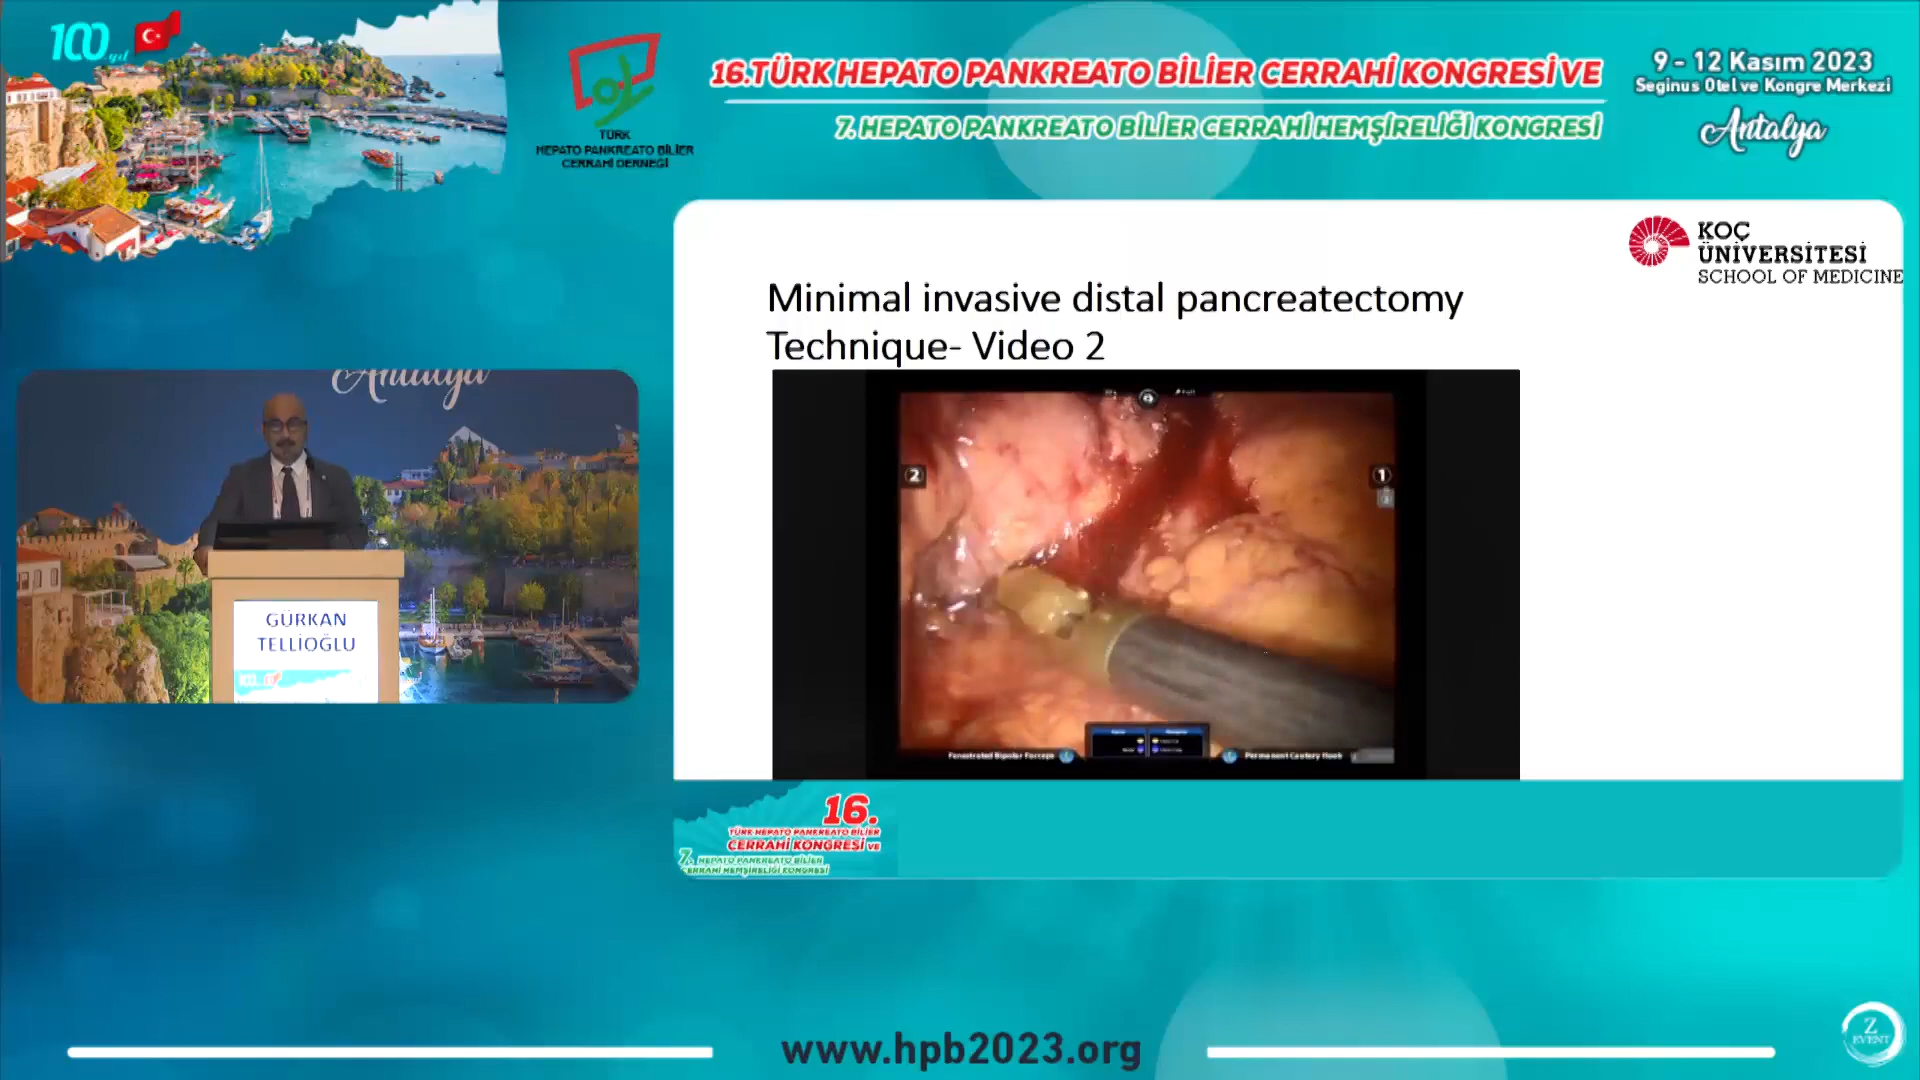 100.yıl
TÜRK
HEPATO PANKREATO BİLİER
CERRAHİ DERNEĞİ
16.TÜRK HEPATO PANKREATO BİLİER CERRAHİ KONGRESİ VE
7. HEPATO PANKREATO BİLİER CERRAHİ HEMŞİRELİĞİ KONGRESİ
9 - 12 Kasım 2023
Seginus Otel ve Kongre Merkezi
Antalya
KOÇ
ÜNİVERSİTESİ
SCHOOL OF MEDICINE
Minimal invasive distal pancreatectomy
Technique- Video 2
2
1
Fenestrated Bipolar Forceps
Permanent Cautery Hook
Antalya
GÜRKAN
TELLİOĞLU
16.
TÜRK HEPATO PANKREATO BİLİER
CERRAHİ KONGRESİ VE
7. HEPATO PANKREATO BİLİER
CERRAHİ HEMŞİRELİĞİ KONGRESİ
www.hpb2023.org
Z
EVENT